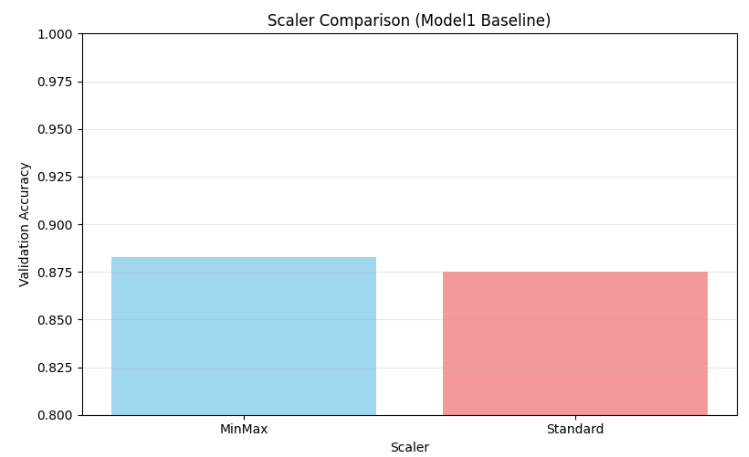 Scaler Comparison (Model1 Baseline)
1.000
0.975
0.950
0.925
0.900
0.875
0.850
0.825
0.800
Validation Accuracy
MinMax
Standard
Scaler